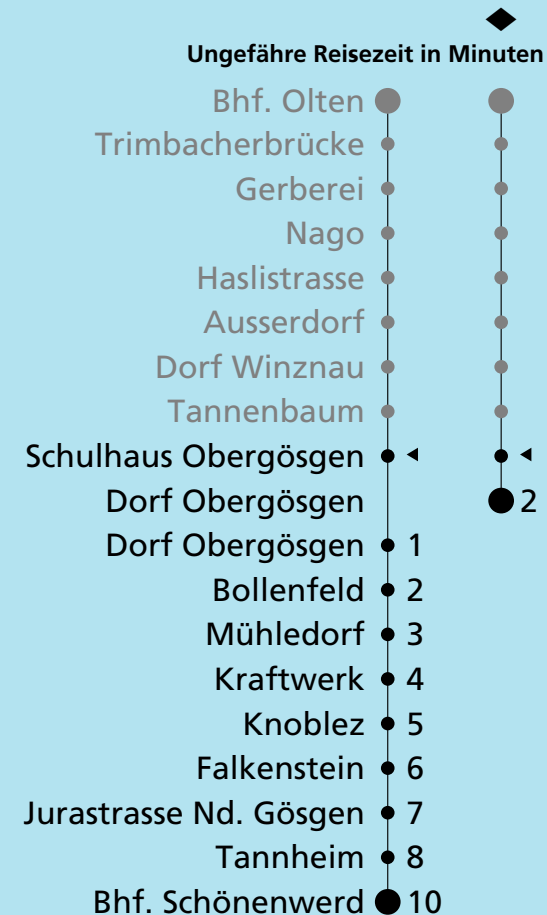 Ungefähre Reisezeit in Minuten
Bhf. Olten
Trimbacherbrücke
Gerberei
Nago
Haslistrasse
Ausserdorf
Dorf Winznau
Tannenbaum
Schulhaus Obergösgen
Dorf Obergösgen 2
Dorf Obergösgen 1
Bollenfeld 2
Mühledorf 3
Kraftwerk 4
Knoblez 5
Falkenstein 6
Jurastrasse Nd. Gösgen 7
Tannheim 8
Bhf. Schönenwerd 10